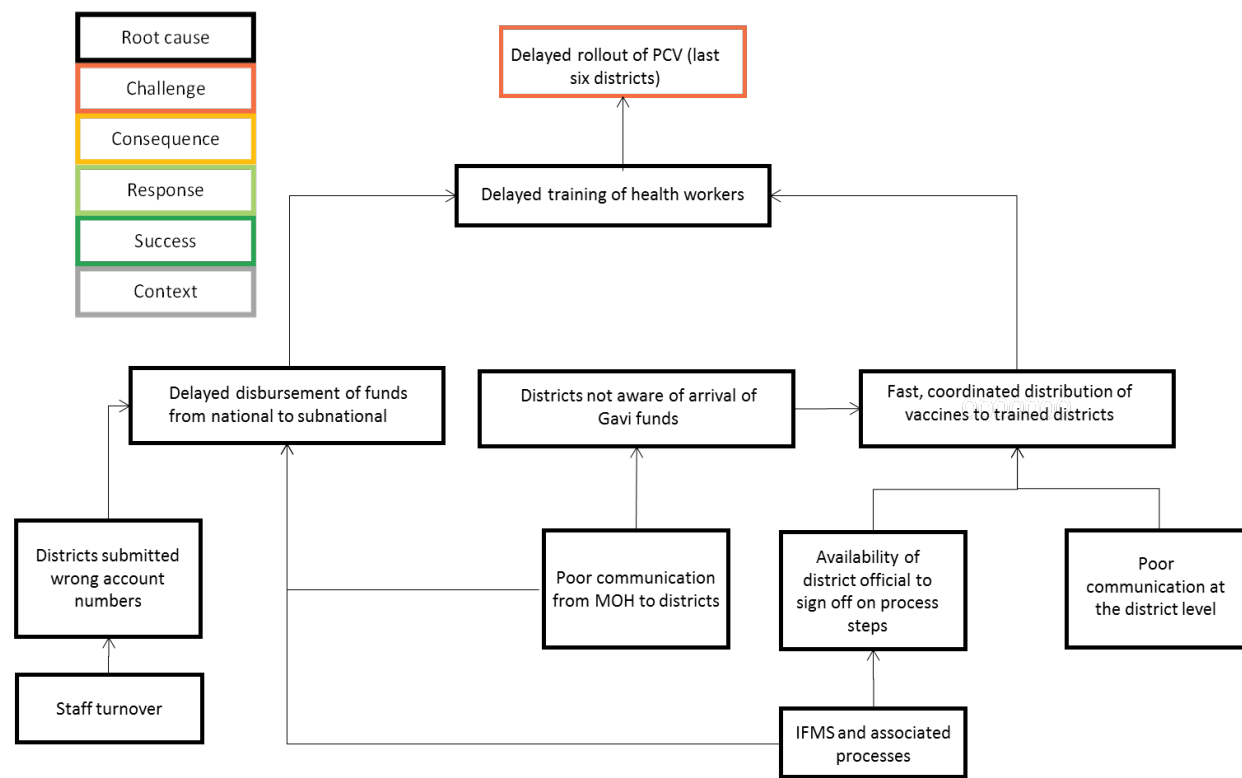 Root cause
Challenge
Consequence
Response
Success
Context
Delayed rollout of PCV (last
six districts)
Delayed training of health workers
Delayed disbursement of funds
from national to subnational
Districts not aware of arrival of
Gavi funds
Fast, coordinated distribution of
vaccines to trained districts
Districts submitted
wrong account
numbers
Poor communication
from MOH to districts
Availability of
district official to
sign off on process
steps
Poor
communication at
the district level
Staff turnover
IFMS and associated
processes